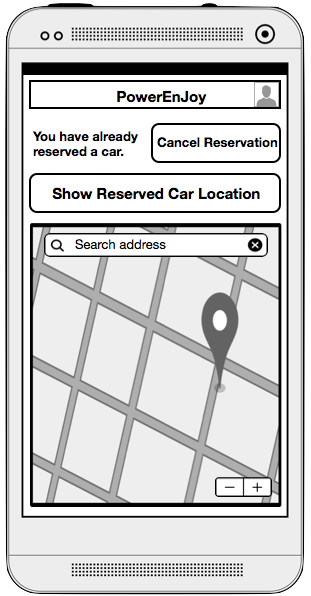 PowerEnJoy
You have already
reserved a car.
Cancel Reservation
Show Reserved Car Location
Search address
− +